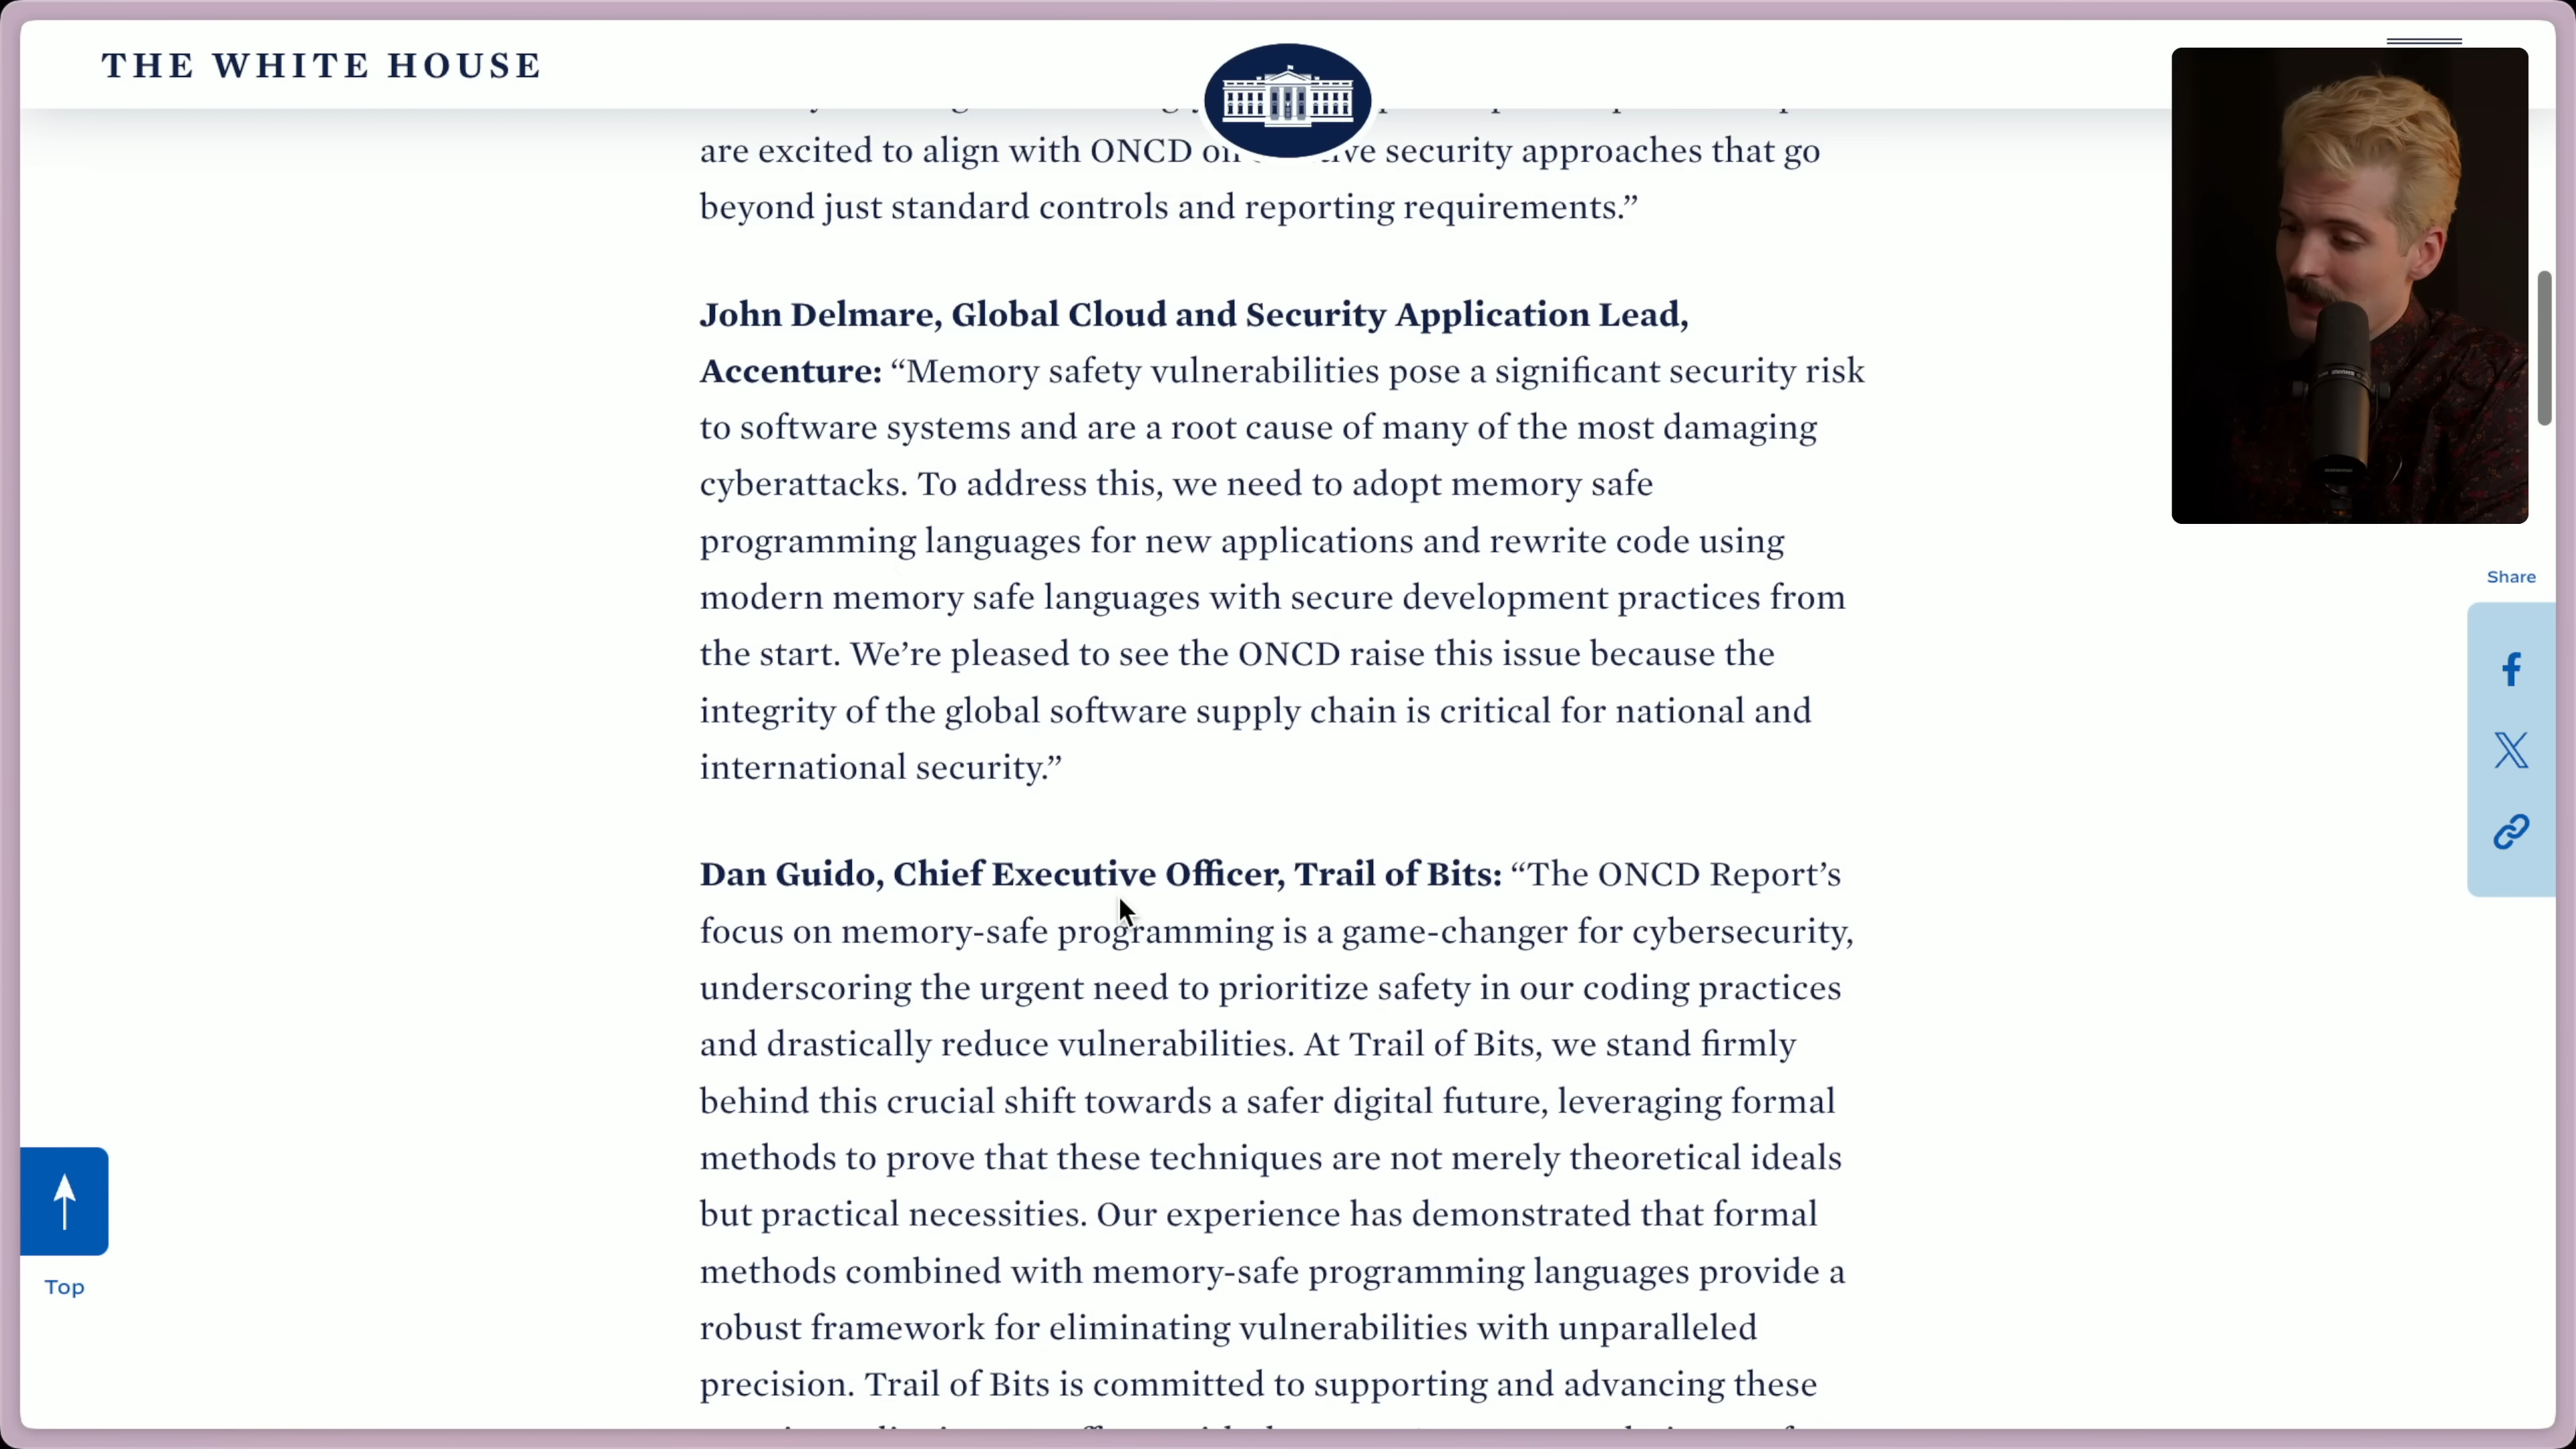 THE WHITE HOUSE
are excited to align with ONCD on security approaches that go
beyond just standard controls and reporting requirements.”
John Delmare, Global Cloud and Security Application Lead,
Accenture: “Memory safety vulnerabilities pose a significant security risk
to software systems and are a root cause of many of the most damaging
cyberattacks. To address this, we need to adopt memory safe
programming languages for new applications and rewrite code using
modern memory safe languages with secure development practices from
the start. We’re pleased to see the ONCD raise this issue because the
integrity of the global software supply chain is critical for national and
international security.”
Dan Guido, Chief Executive Officer, Trail of Bits: “The ONCD Report’s
focus on memory-safe programming is a game-changer for cybersecurity,
underscoring the urgent need to prioritize safety in our coding practices
and drastically reduce vulnerabilities. At Trail of Bits, we stand firmly
behind this crucial shift towards a safer digital future, leveraging formal
methods to prove that these techniques are not merely theoretical ideals
but practical necessities. Our experience has demonstrated that formal
methods combined with memory-safe programming languages provide a
robust framework for eliminating vulnerabilities with unparalleled
precision. Trail of Bits is committed to supporting and advancing these
Share
Top